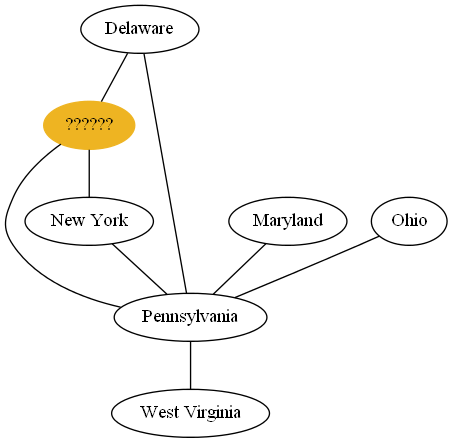 Delaware
??????
New York
Maryland
Ohio
Pennsylvania
West Virginia